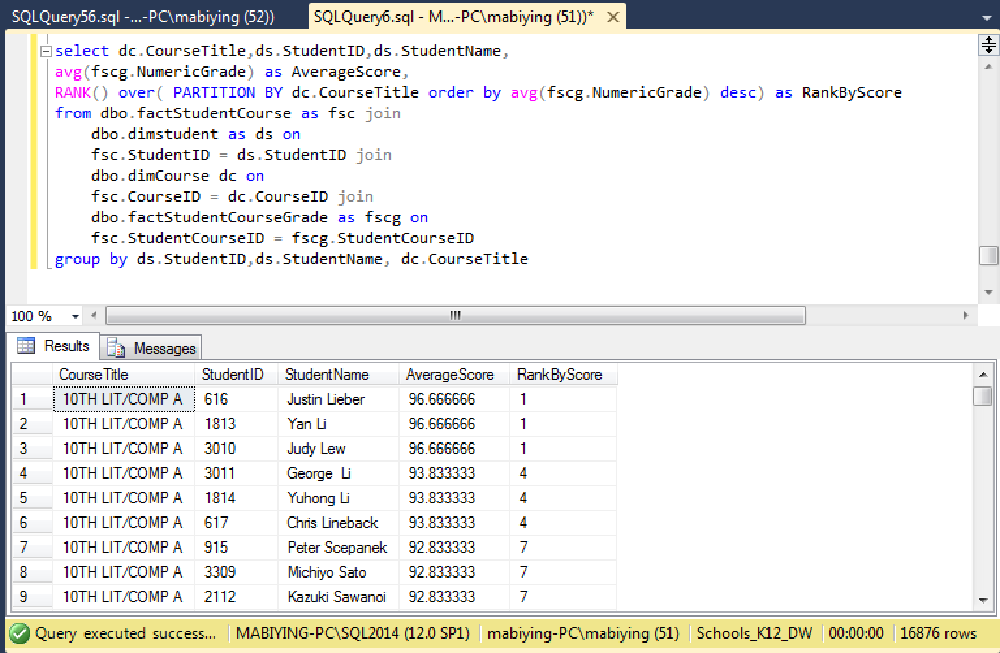 SQLQuery56.sql -...-PC\mabiying (52))
SQLQuery6.sql - M...-PC\mabiying (51))*
select dc.CourseTitle,ds.StudentID,ds.StudentName,
avg(fscg.NumericGrade) as AverageScore,
RANK() over( PARTITION BY dc.CourseTitle order by avg(fscg.NumericGrade) desc) as RankByScore
from dbo.factStudentCourse as fsc join
dbo.dimstudent as ds on
fsc.StudentID = ds.StudentID join
dbo.dimCourse dc on
fsc.CourseID = dc.CourseID join
dbo.factStudentCourseGrade as fscg on
fsc.StudentCourseID = fscg.StudentCourseID
group by ds.StudentID,ds.StudentName, dc.CourseTitle
100 %
Results Messages
CourseTitle StudentID StudentName AverageScore RankByScore
1 10TH LIT/COMP A 616 Justin Lieber 96.666666 1
2 10TH LIT/COMP A 1813 Yan Li 96.666666 1
3 10TH LIT/COMP A 3010 Judy Lew 96.666666 1
4 10TH LIT/COMP A 3011 George  Li 93.833333 4
5 10TH LIT/COMP A 1814 Yuhong Li 93.833333 4
6 10TH LIT/COMP A 617 Chris Lineback 93.833333 4
7 10TH LIT/COMP A 915 Peter Scepanek 92.833333 7
8 10TH LIT/COMP A 3309 Michiyo Sato 92.833333 7
9 10TH LIT/COMP A 2112 Kazuki Sawanoi 92.833333 7
Query executed success... MABIYING-PC\SQL2014 (12.0 SP1) mabiying-PC\mabiying (51) Schools_K12_DW 00:00:00 16876 rows